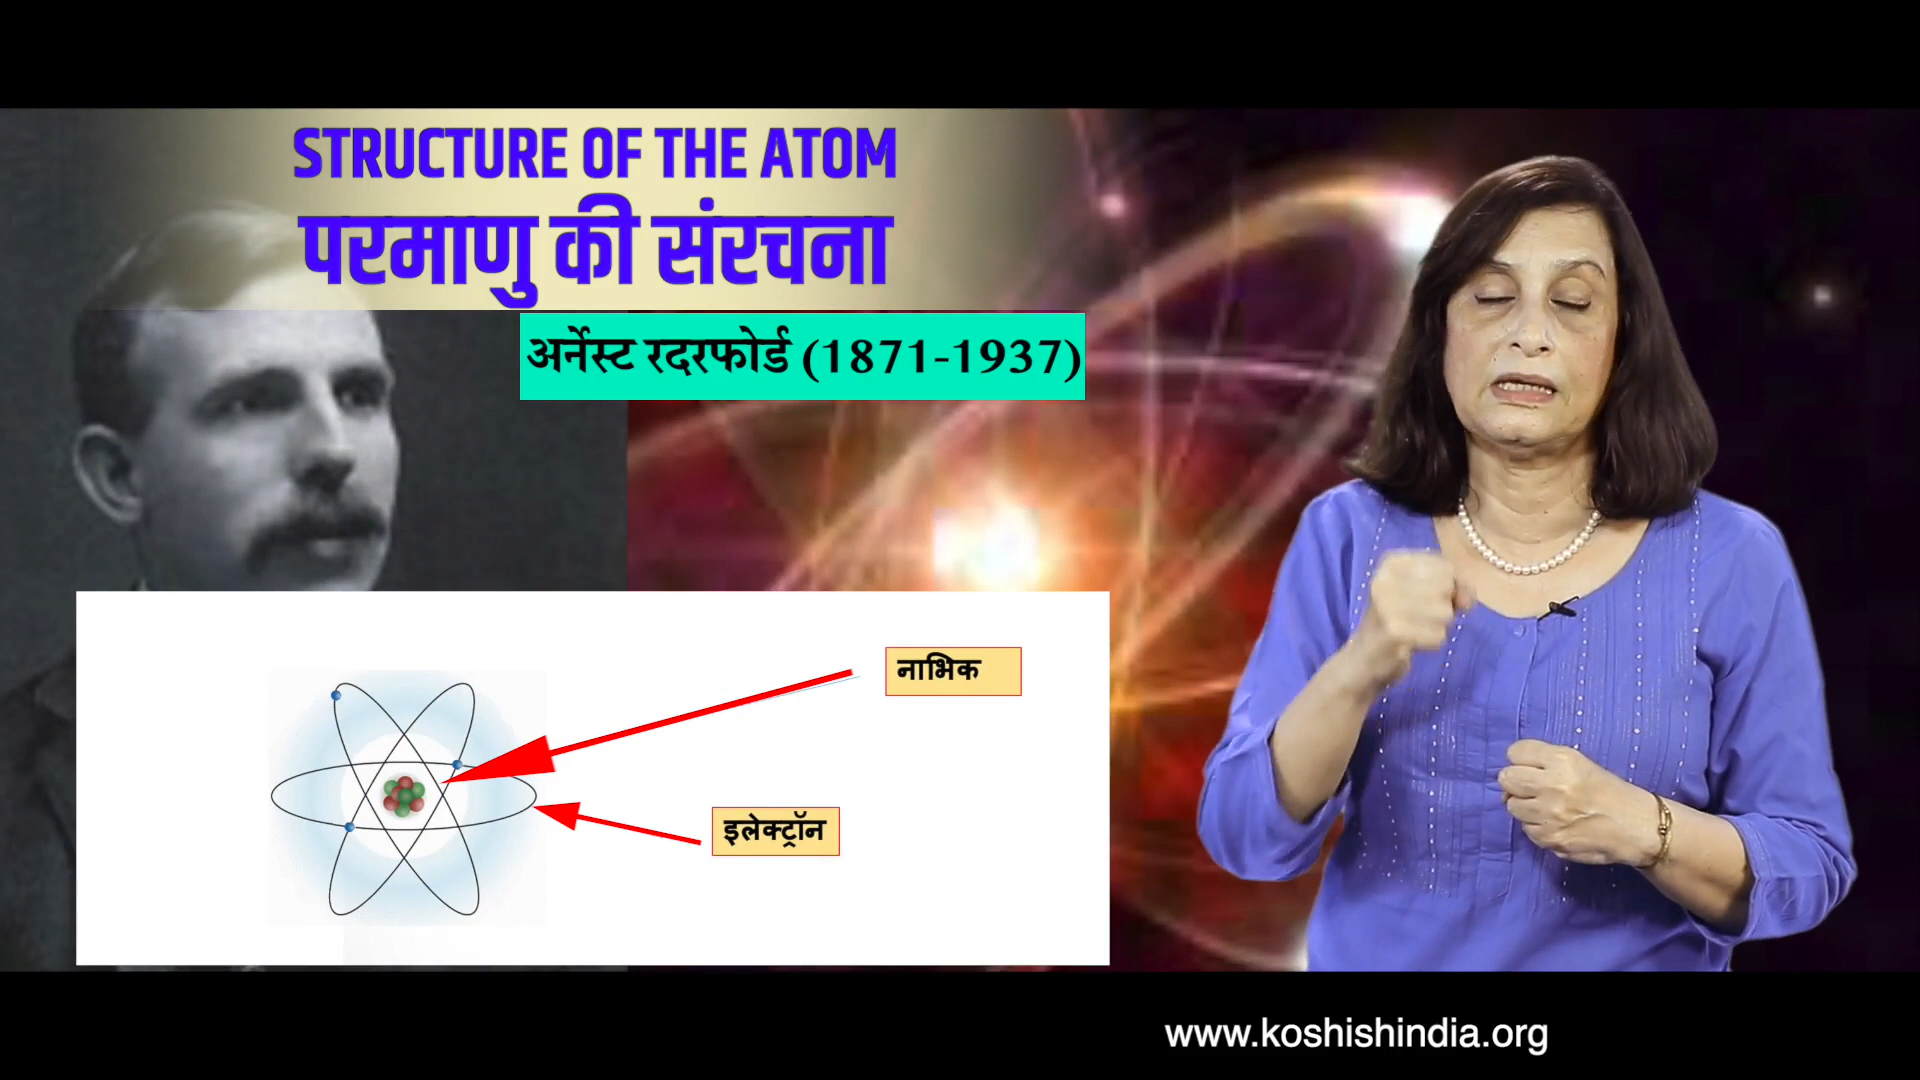 STRUCTURE OF THE ATOM
परमाणु की संरचना
अर्नेस्ट रदरफोर्ड (1871-1937)
नाभिक
इलेक्ट्रॉन
www.koshishindia.org